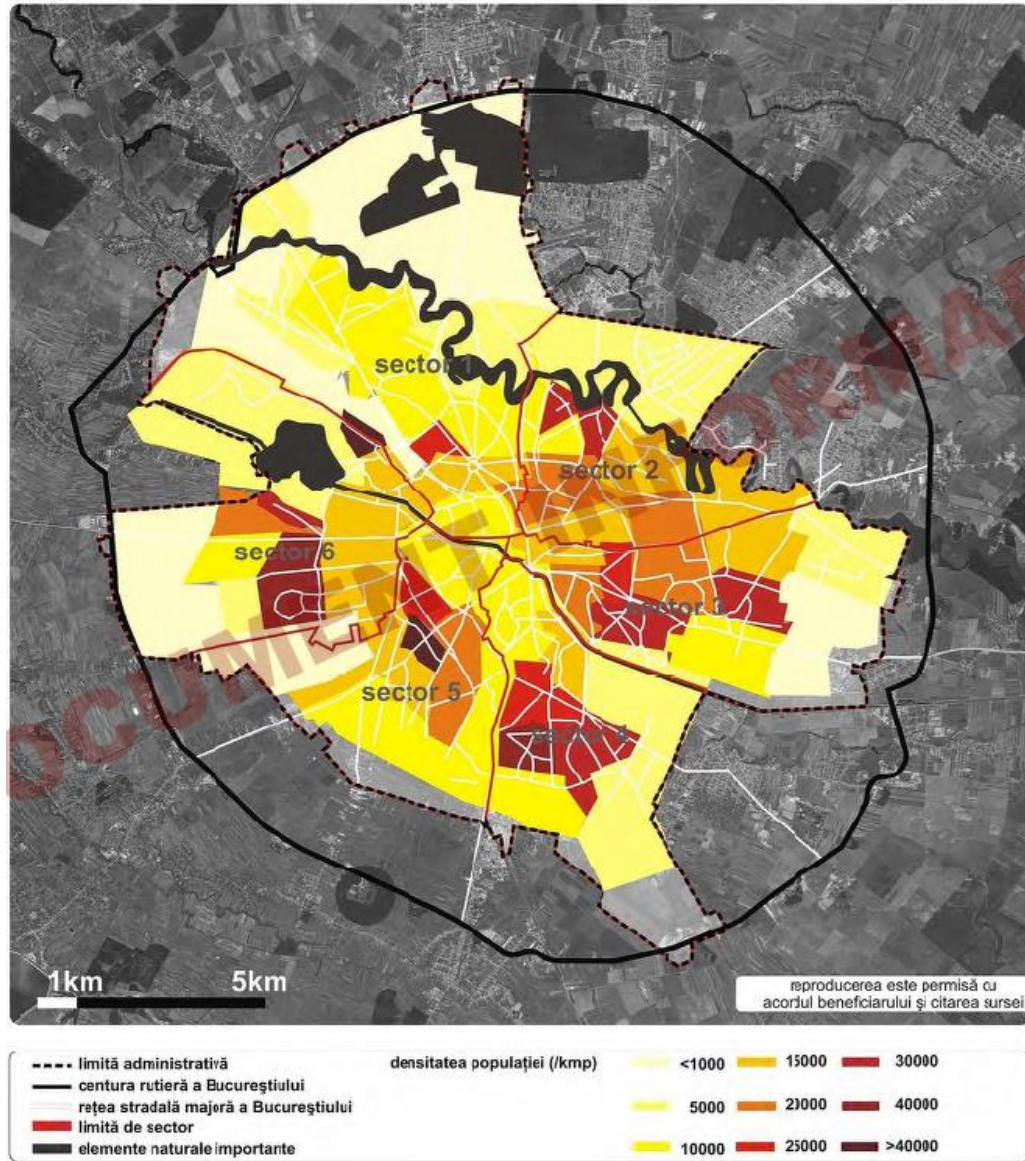 sector 1
sector 2
sector 6
sector 3
sector 5
sector 4
DOCUMENT INFORMAT
1km 5km
reproducerea este permisă cu
acordul beneficiarului şi citarea sursei
limită administrativă
centura rutieră a Bucureştiului
reţea stradală majoră a Bucureştiului
limită de sector
elemente naturale importante
densitatea populaţiei (/kmp)
<1000 15000 30000
5000 20000 40000
10000 25000 >40000